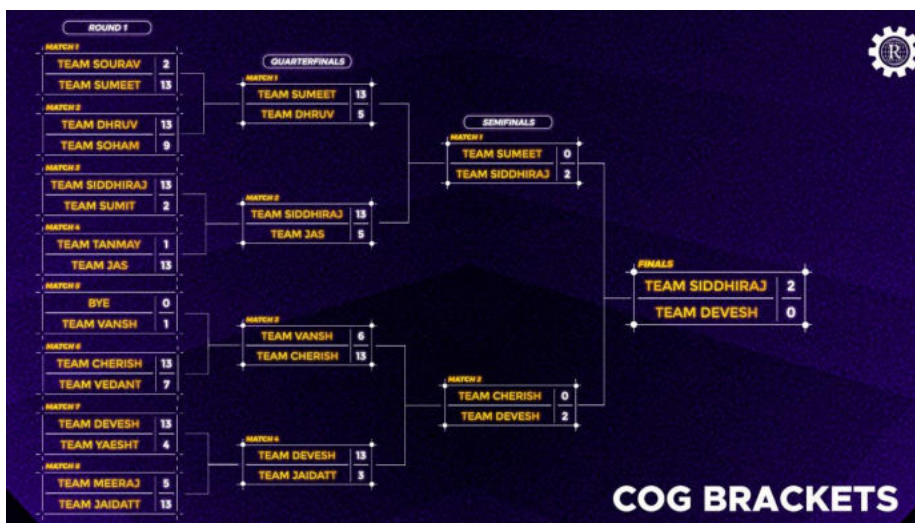 ROUND 1
MATCH 1
TEAM SOURAV 2
TEAM SUMEET 13
MATCH 2
TEAM DHRUV 13
TEAM SOHAM 9
MATCH 3
TEAM SIDDHIRAJ 13
TEAM SUMIT 2
MATCH 4
TEAM TANMAY 1
TEAM JAS 13
MATCH 5
BYE 0
TEAM VANSH 1
MATCH 6
TEAM CHERISH 13
TEAM VEDANT 7
MATCH 7
TEAM DEVESH 13
TEAM YAESHT 4
MATCH 8
TEAM MEERAJ 5
TEAM JAIDATT 13
QUARTERFINALS
MATCH 1
TEAM SUMEET 13
TEAM DHRUV 5
MATCH 2
TEAM SIDDHIRAJ 13
TEAM JAS 5
MATCH 3
TEAM VANSH 6
TEAM CHERISH 13
MATCH 4
TEAM DEVESH 13
TEAM JAIDATT 3
SEMIFINALS
MATCH 1
TEAM SUMEET 0
TEAM SIDDHIRAJ 2
MATCH 2
TEAM CHERISH 0
TEAM DEVESH 2
FINALS
TEAM SIDDHIRAJ 2
TEAM DEVESH 0
R
COG BRACKETS